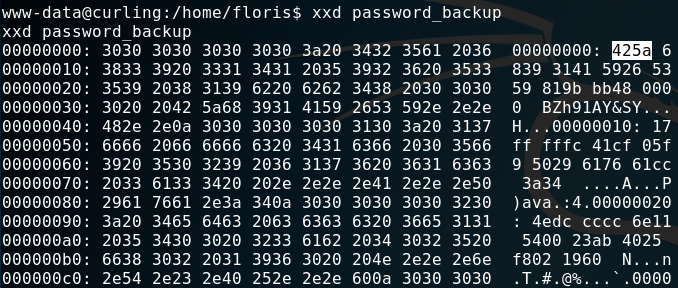 www-data@curling:/home/floris$ xxd password_backup
xxd password_backup
00000000: 3030 3030 3030 3030 3a20 3432 3561 2036  00000000: 425a 6
00000010: 3833 3920 3331 3431 2035 3932 3620 3533  839 3141 5926 53
00000020: 3539 2038 3139 6220 6262 3438 2030 3030  59 819b bb48 000
00000030: 3020 2042 5a68 3931 4159 2653 592e 2e2e  0  BZh91AY&SY...
00000040: 482e 2e0a 3030 3030 3030 3130 3a20 3137  H...00000010: 17
00000050: 6666 2066 6666 6320 3431 6366 2030 3566  ff fffc 41cf 05f
00000060: 3920 3530 3239 2036 3137 3620 3631 6363  9 5029 6176 61cc
00000070: 2033 6133 3420 202e 2e2e 2e41 2e2e 2e50   3a34  ....A...P
00000080: 2961 7661 2e3a 340a 3030 3030 3030 3230  )ava.:4.00000020
00000090: 3a20 3465 6463 2063 6363 6320 3665 3131  : 4edc cccc 6e11
000000a0: 2035 3430 3020 3233 6162 2034 3032 3520   5400 23ab 4025
000000b0: 6638 3032 2031 3936 3020 204e 2e2e 2e6e  f802 1960  N...n
000000c0: 2e54 2e23 2e40 252e 2e2e 600a 3030 3030  .T.#.@%...`.0000